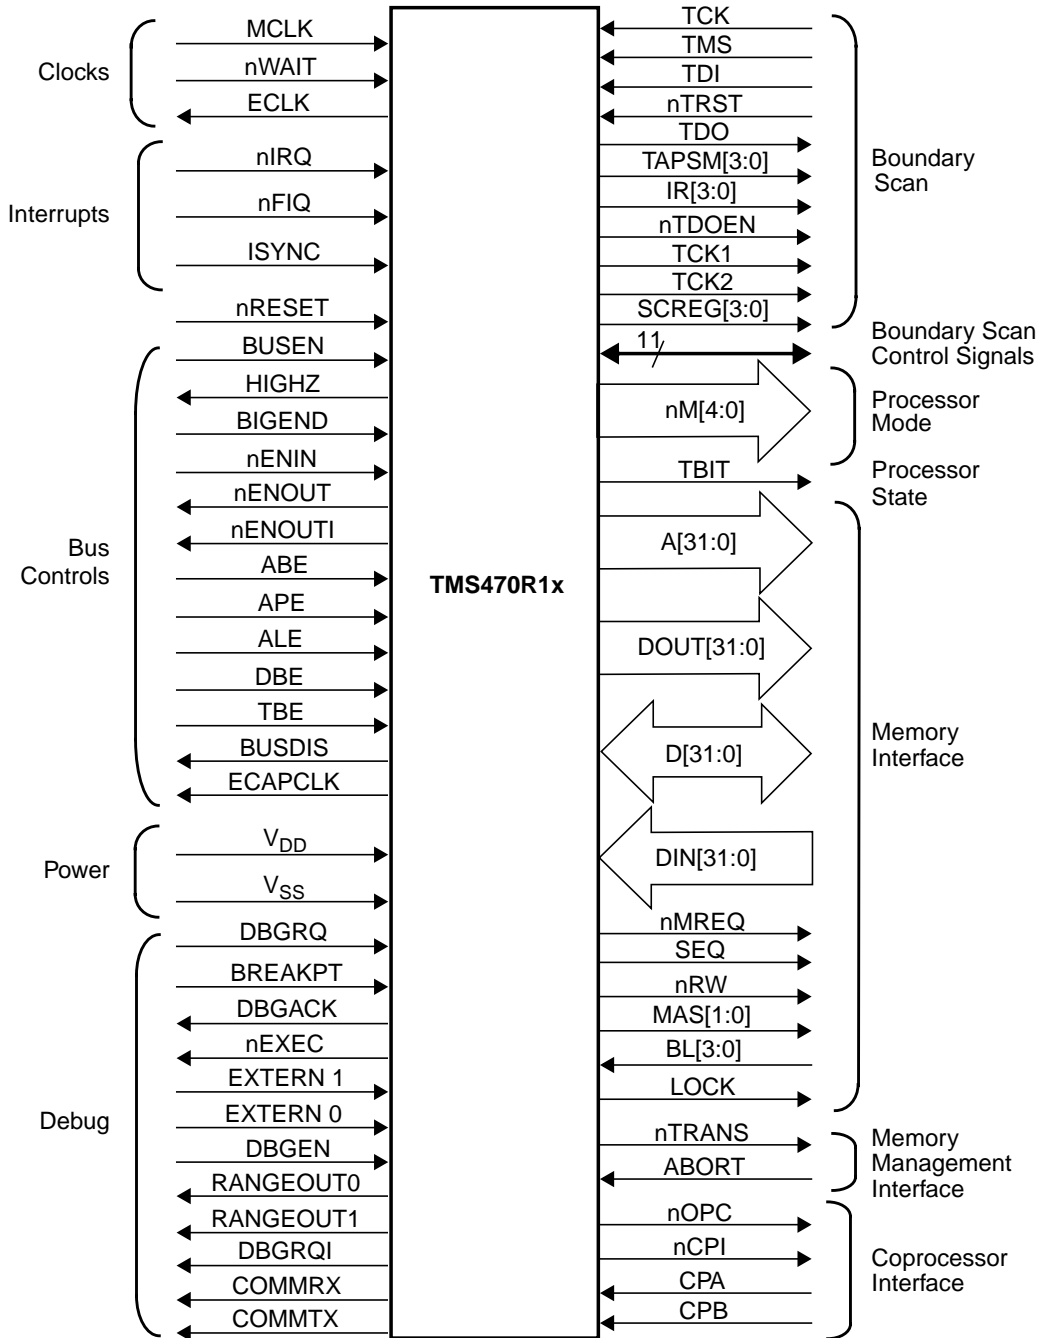 MCLK
nWAIT
ECLK
Clocks
nIRQ
nFIQ
ISYNC
Interrupts
nRESET
BUSEN
HIGHZ
BIGEND
nENIN
nENOUT
nENOUTI
ABE
APE
ALE
DBE
TBE
BUSDIS
ECAPCLK
Bus
Controls
VDD
VSS
Power
DBGRQ
BREAKPT
DBGACK
nEXEC
EXTERN 1
EXTERN 0
DBGEN
RANGEOUT0
RANGEOUT1
DBGRQI
COMMRX
COMMTX
Debug
TMS470R1x
TCK
TMS
TDI
nTRST
TDO
TAPSM[3:0]
IR[3:0]
nTDOEN
TCK1
TCK2
SCREG[3:0]
Boundary
Scan
11
Boundary Scan
Control Signals
nM[4:0]
Processor
Mode
TBIT
Processor
State
A[31:0]
DOUT[31:0]
D[31:0]
DIN[31:0]
nMREQ
SEQ
nRW
MAS[1:0]
BL[3:0]
LOCK
Memory
Interface
nTRANS
ABORT
Memory
Management
Interface
nOPC
nCPI
CPA
CPB
Coprocessor
Interface